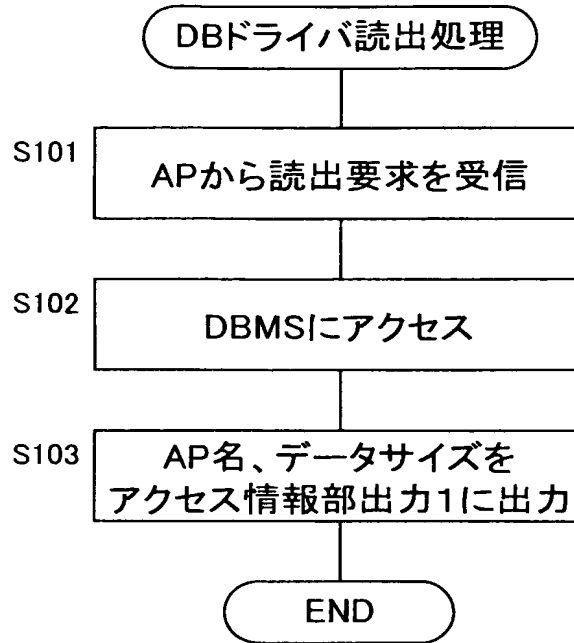 DBドライバ読出処理
S101
APから読出要求を受信
S102
DBMSにアクセス
S103
AP名、データサイズを
アクセス情報部出力1に出力
END